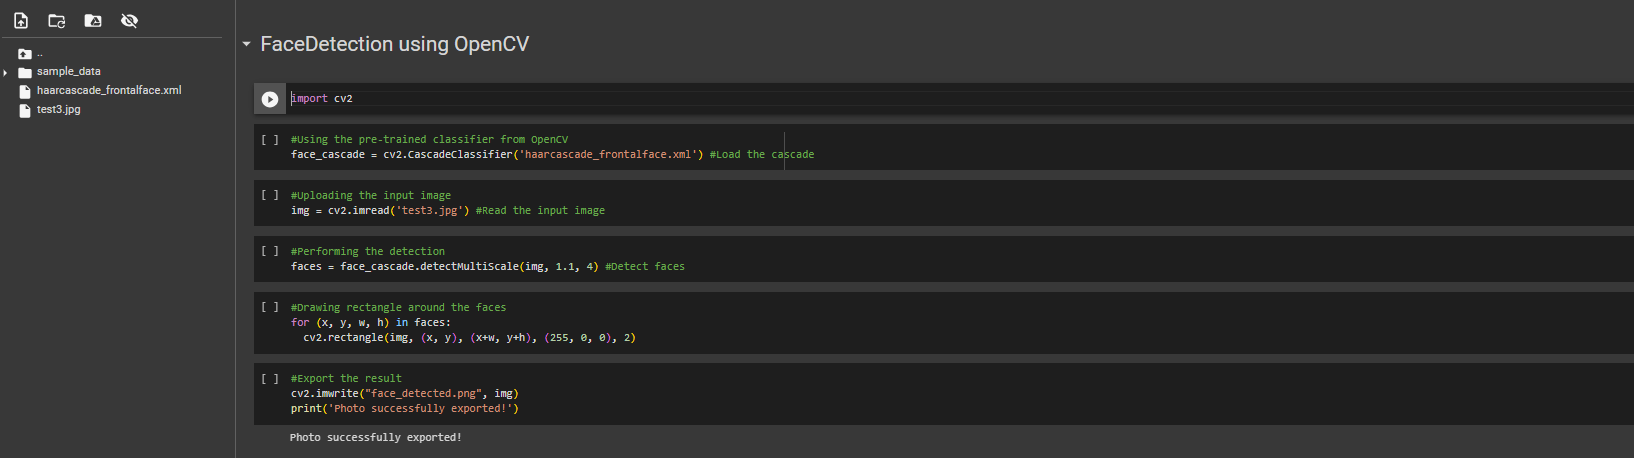 ..
sample_data
haarcascade_frontalface.xml
test3.jpg
FaceDetection using OpenCV
import cv2
[ ] #Using the pre-trained classifier from OpenCV
face_cascade = cv2.CascadeClassifier('haarcascade_frontalface.xml') #Load the cascade
[ ] #Uploading the input image
img = cv2.imread('test3.jpg') #Read the input image
[ ] #Performing the detection
faces = face_cascade.detectMultiScale(img, 1.1, 4) #Detect faces
[ ] #Drawing rectangle around the faces
for (x, y, w, h) in faces:
  cv2.rectangle(img, (x, y), (x+w, y+h), (255, 0, 0), 2)
[ ] #Export the result
cv2.imwrite("face_detected.png", img)
print('Photo successfully exported!')
Photo successfully exported!